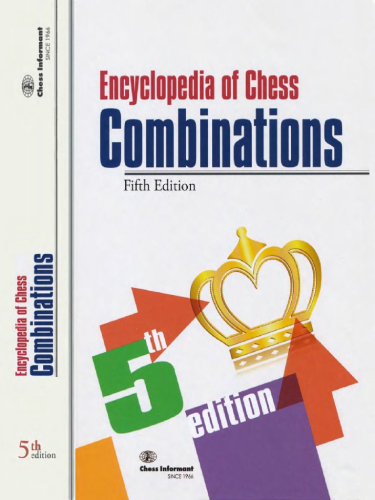 Chess Informant
SINCE 1966
Encyclopedia of Chess
Combinations
5th
edition
Encyclopedia of Chess
Combinations
Fifth Edition
5th
edition
Chess Informant
SINCE 1966